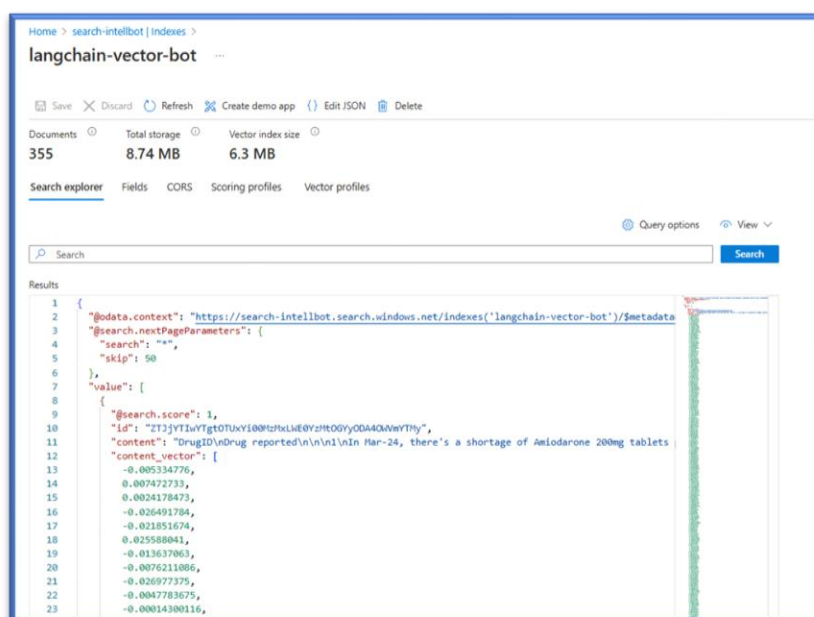 Home > search-intellbot | Indexes >
langchain-vector-bot ...
Save Discard Refresh Create demo app {} Edit JSON Delete
Documents Total storage Vector index size
355 8.74 MB 6.3 MB
Search explorer Fields CORS Scoring profiles Vector profiles
Query options View
Search Search
Results
1 {
2 "@odata.context": "https://search-intellbot.search.windows.net/indexes('langchain-vector-bot')/$metadata
3 "@search.nextPageParameters": {
4 "search": "*",
5 "skip": 50
6 },
7 "value": [
8 {
9 "@search.score": 1,
10 "id":
11 "content": "DrugID\nDrug reported\n\n\n1\nIn Mar-24, there's a shortage of Amiodarone 200mg tablets
12 "content_vector": [
13 -0.005334776,
14 0.007472733,
15 0.0024178473,
16 -0.026491784,
17 -0.021851674,
18 0.025588041,
19 -0.013637063,
20 -0.0076211086,
21 -0.026977375,
22 -0.0047783675,
23 -0.00014300116,